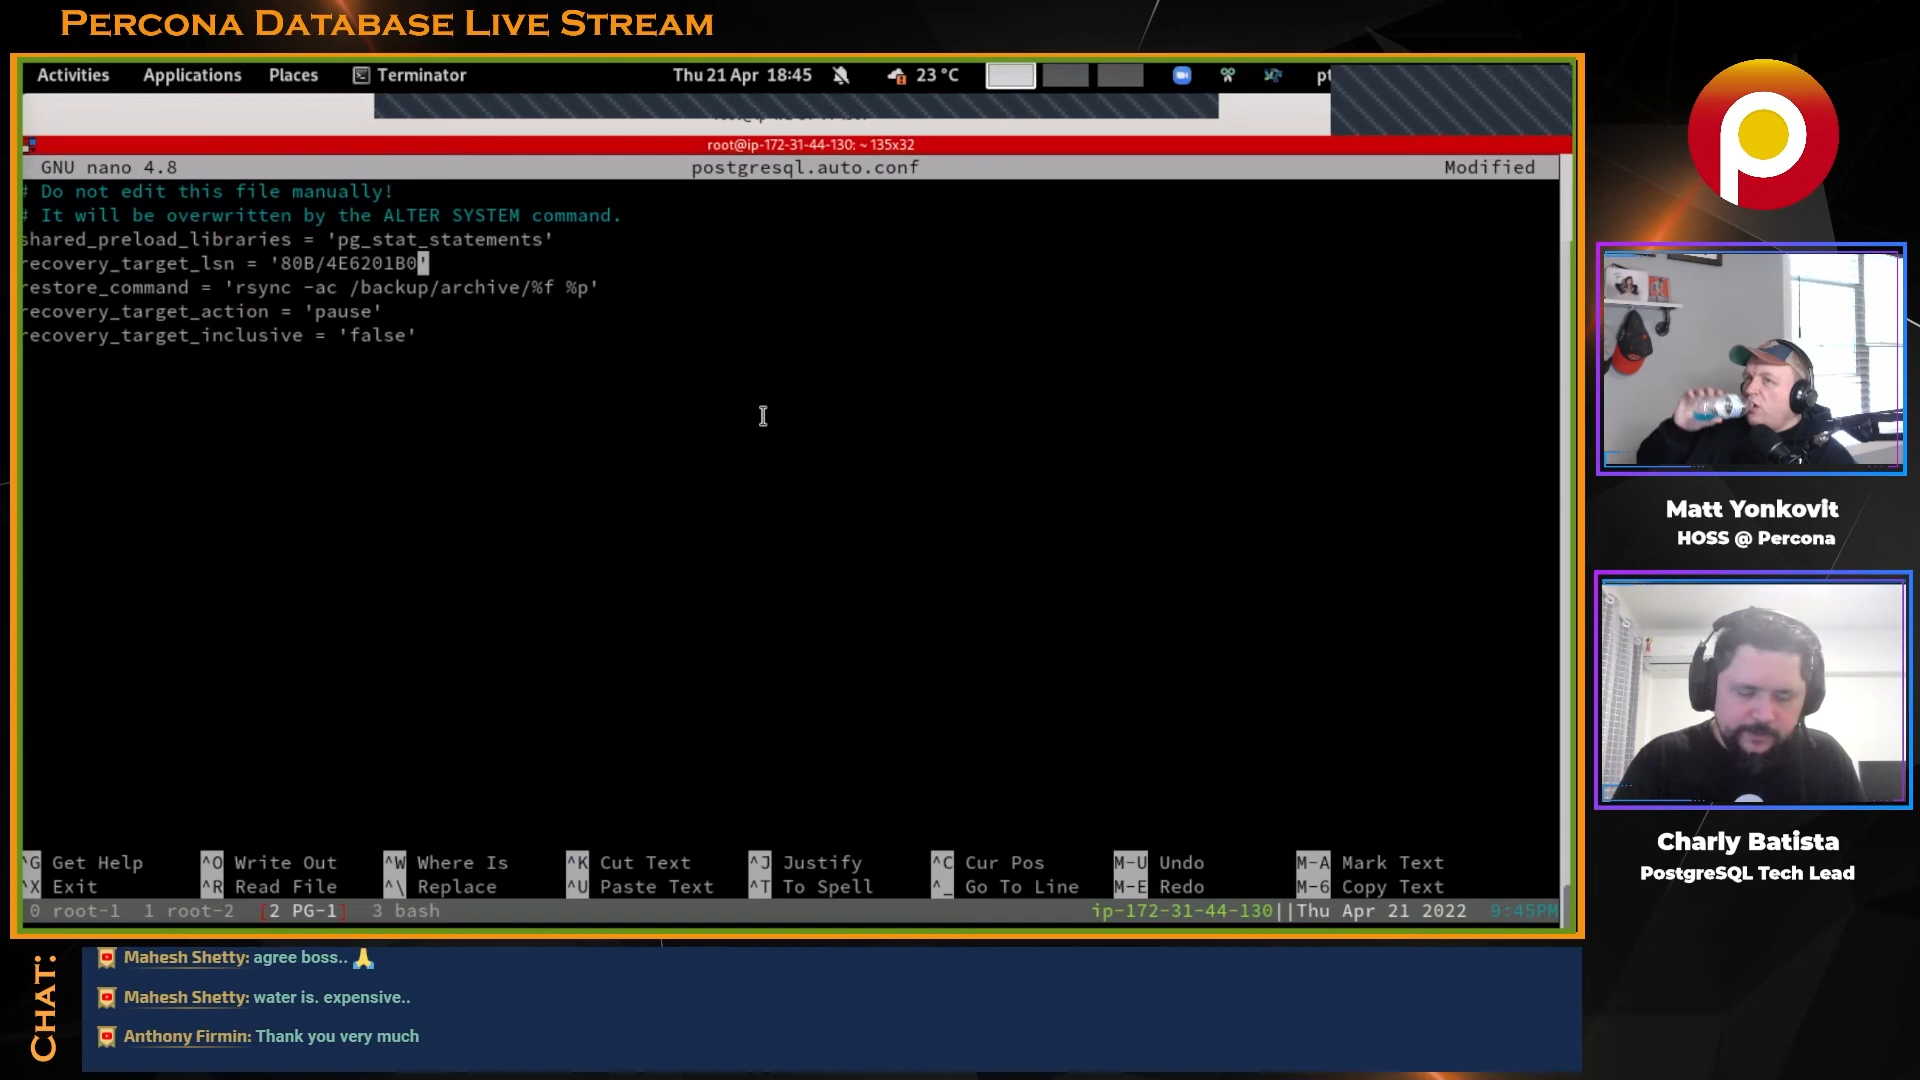 PERCONA DATABASE LIVE STREAM
Activities Applications Places Terminator Thu 21 Apr 18:45 23 °C
root@ip-172-31-44-130: ~ 135x32
GNU nano 4.8 postgresql.auto.conf Modified
# Do not edit this file manually!
# It will be overwritten by the ALTER SYSTEM command.
shared_preload_libraries = 'pg_stat_statements'
recovery_target_lsn = '80B/4E6201B0'
restore_command = 'rsync -ac /backup/archive/%f %p'
recovery_target_action = 'pause'
recovery_target_inclusive = 'false'
^G Get Help ^O Write Out ^W Where Is ^K Cut Text ^J Justify ^C Cur Pos M-U Undo M-A Mark Text
^X Exit ^R Read File ^\ Replace ^U Paste Text ^T To Spell ^_ Go To Line M-E Redo M-6 Copy Text
0 root-1 1 root-2 [2 PG-1] 3 bash ip-172-31-44-130||Thu Apr 21 2022 9:45PM
Matt Yonkovit
HOSS @ Percona
Charly Batista
PostgreSQL Tech Lead
CHAT:
Mahesh Shetty: agree boss.. 🙏
Mahesh Shetty: water is. expensive..
Anthony Firmin: Thank you very much